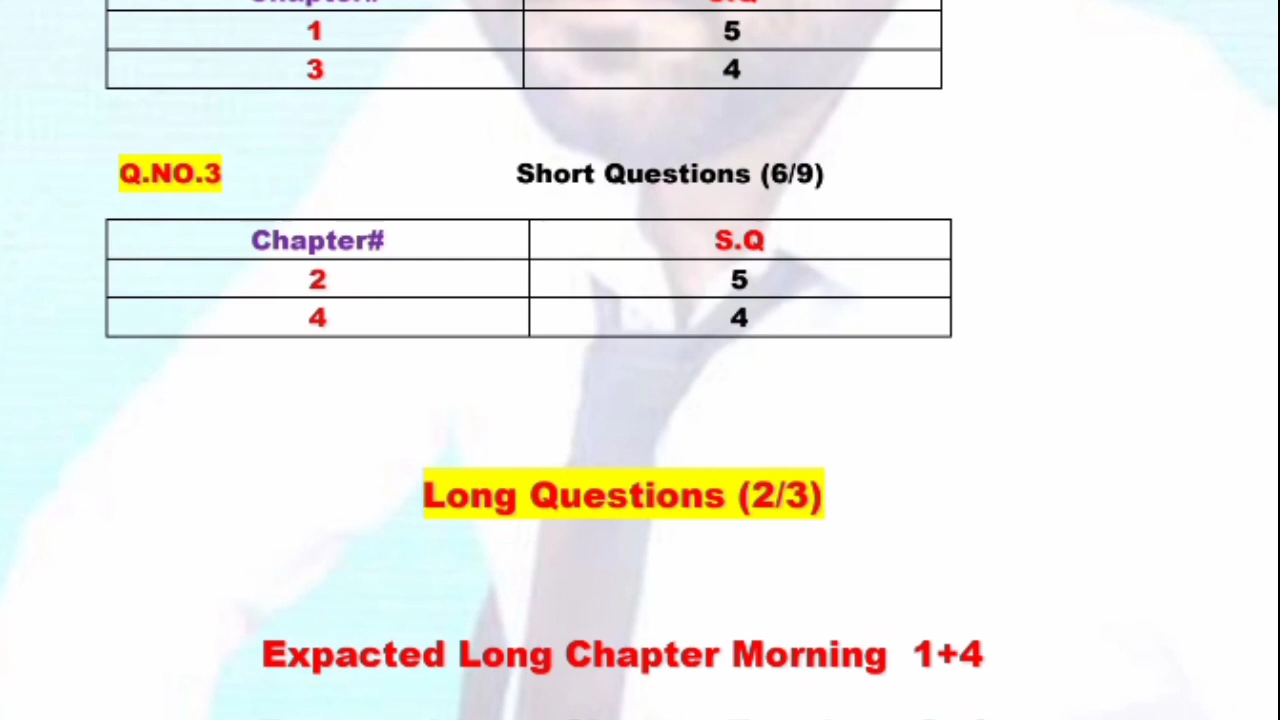 Chapter# S.Q
1 5
3 4
Q.NO.3 Short Questions (6/9)
Chapter# S.Q
2 5
4 4
Long Questions (2/3)
Expacted Long Chapter Morning 1+4